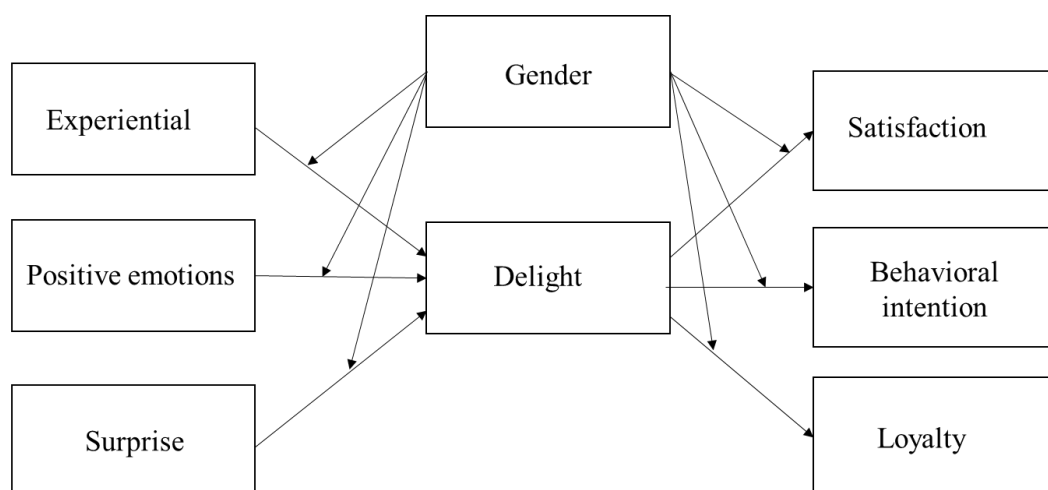 Gender
Experiential
Satisfaction
Positive emotions
Delight
Behavioral
intention
Surprise
Loyalty